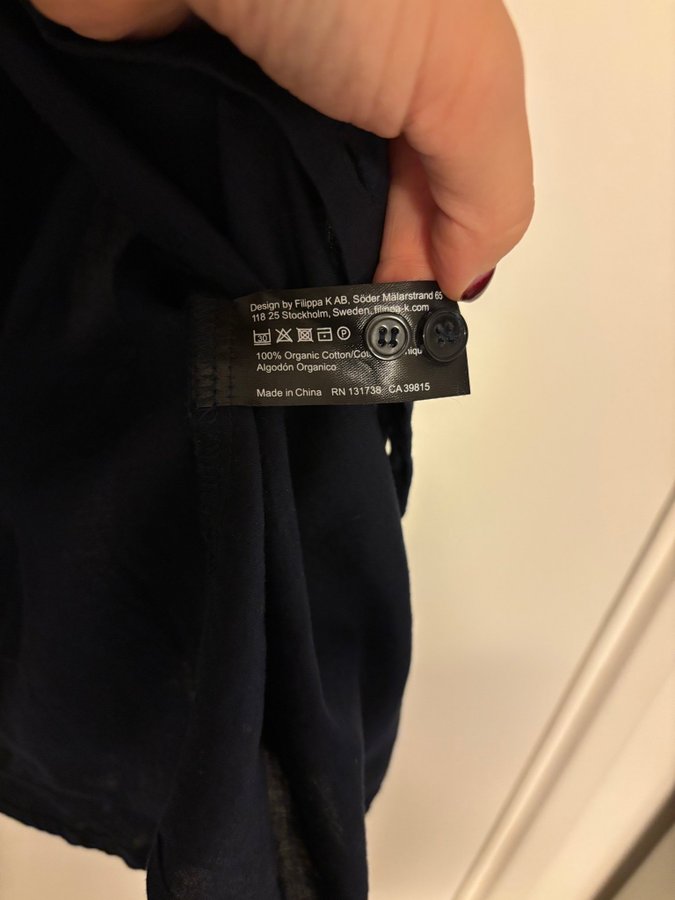 Design by Filippa K AB, Söder Mälarstrand 65
118 25 Stockholm, Sweden, filippa-k.com
30 P
100% Organic Cotton/
Algodón Organico
Made in China RN 131738 CA 39815